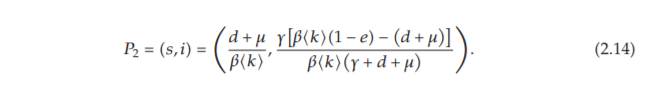 P₂ = (s, i) = ( (d + μ) / (β⟨k⟩), (γ[β⟨k⟩(1 − e) − (d + μ)]) / (β⟨k⟩(γ + d + μ)) ). (2.14)